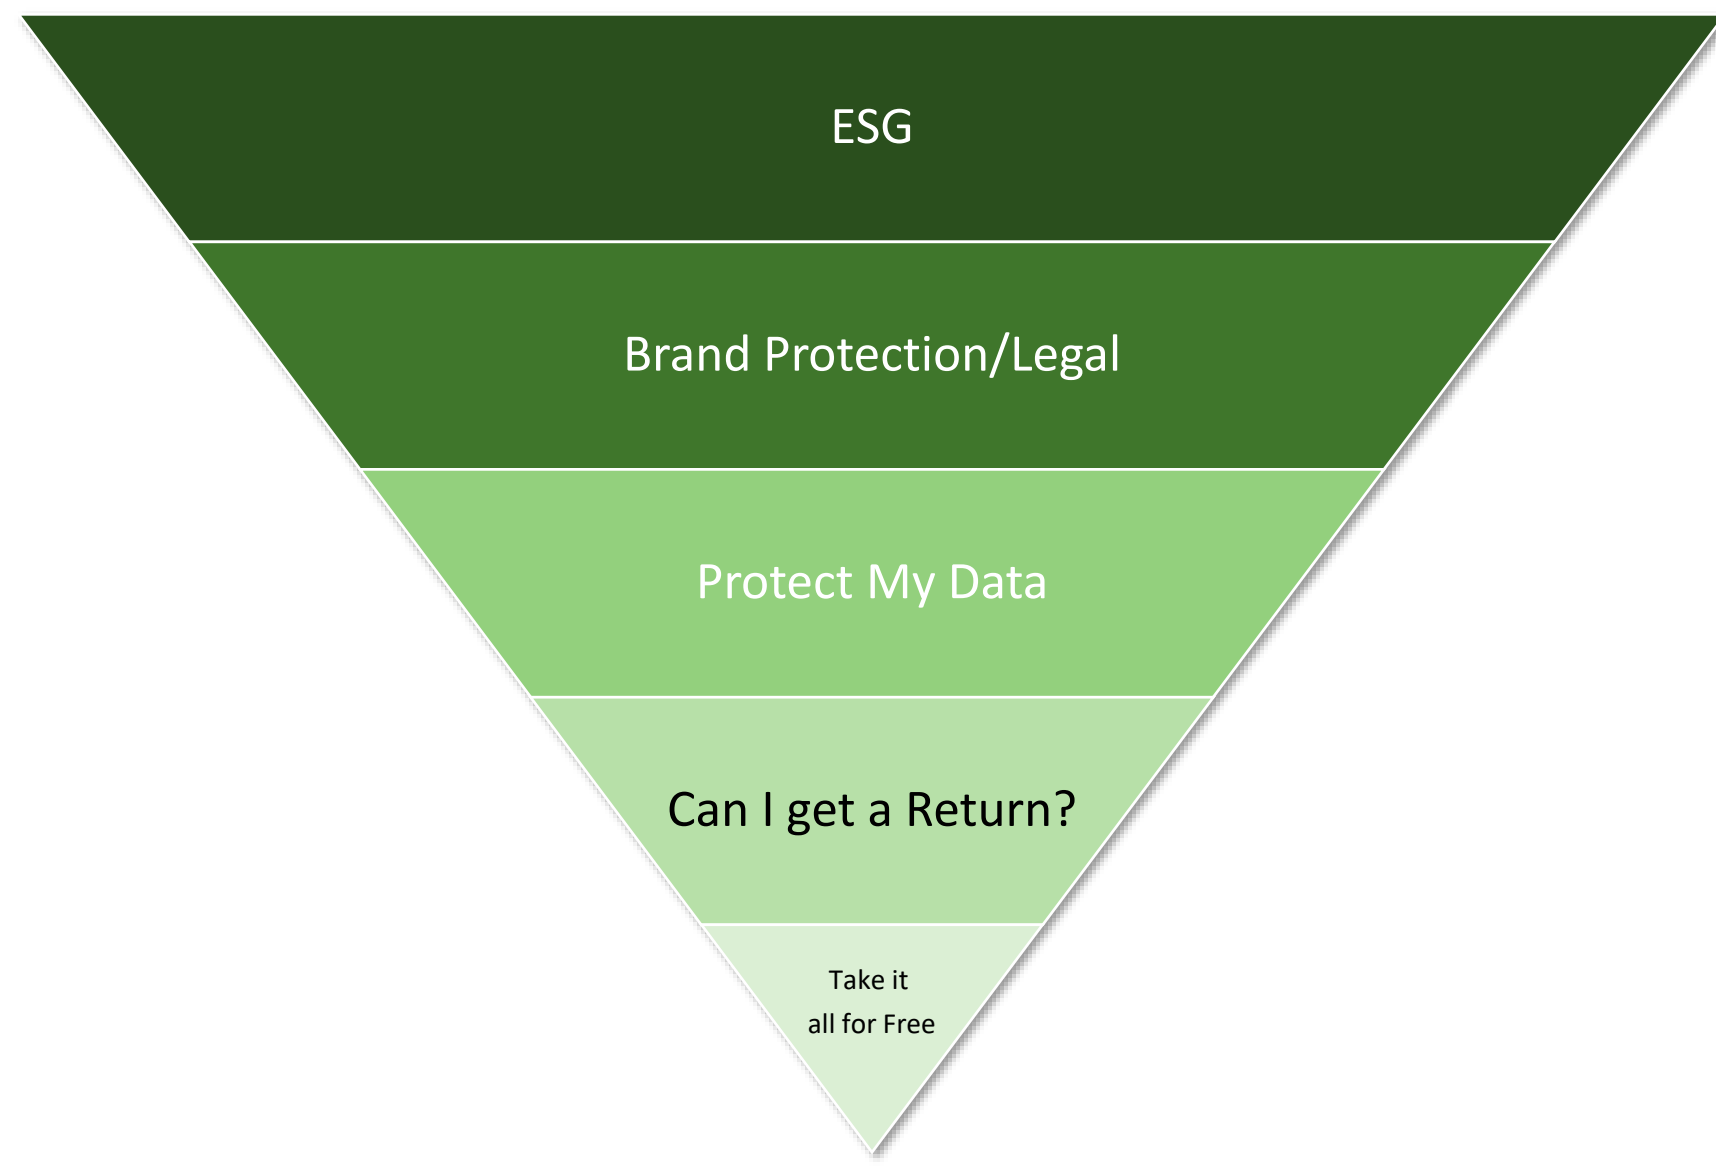 ESG
Brand Protection/Legal
Protect My Data
Can I get a Return?
Take it
all for Free